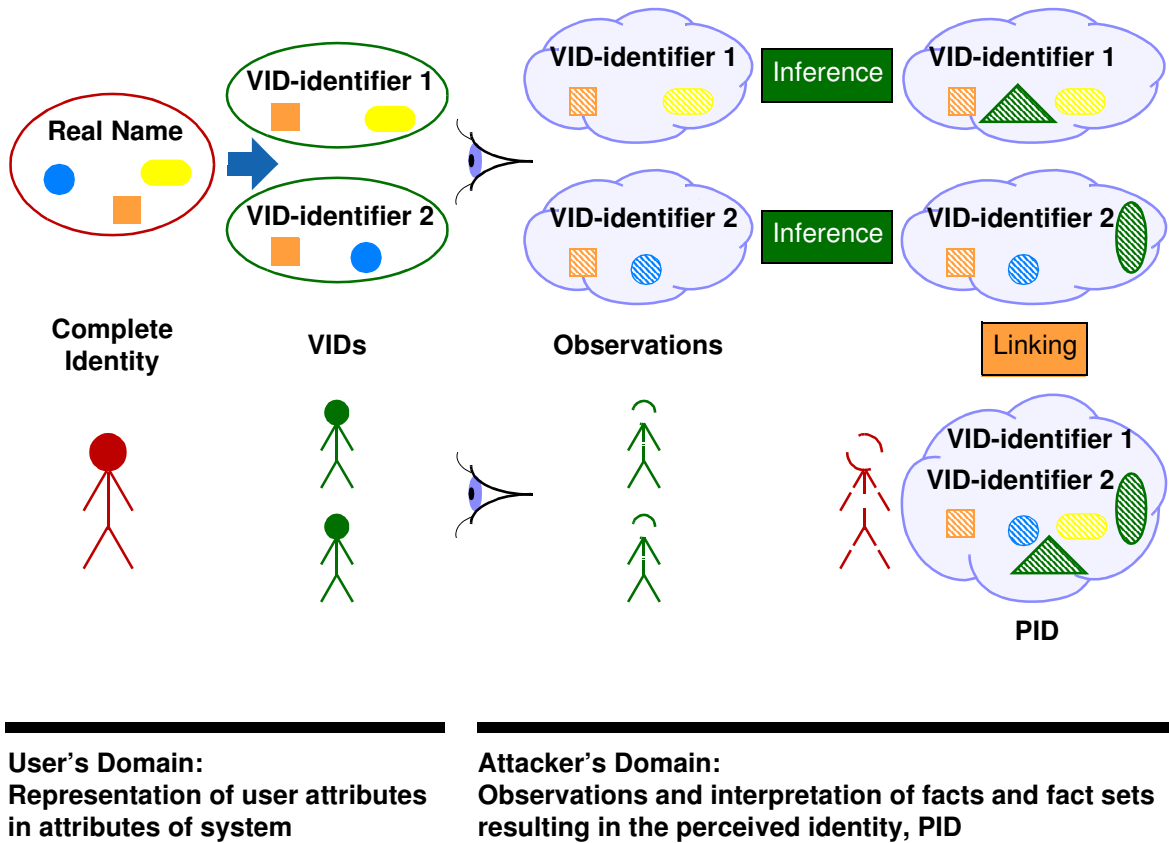 Real Name
VID-identifier 1
VID-identifier 2
VID-identifier 1
VID-identifier 2
Inference
Inference
VID-identifier 1
VID-identifier 2
Complete
Identity
VIDs
Observations
Linking
VID-identifier 1
VID-identifier 2
PID
User's Domain:
Representation of user attributes
in attributes of system
Attacker's Domain:
Observations and interpretation of facts and fact sets
resulting in the perceived identity, PID